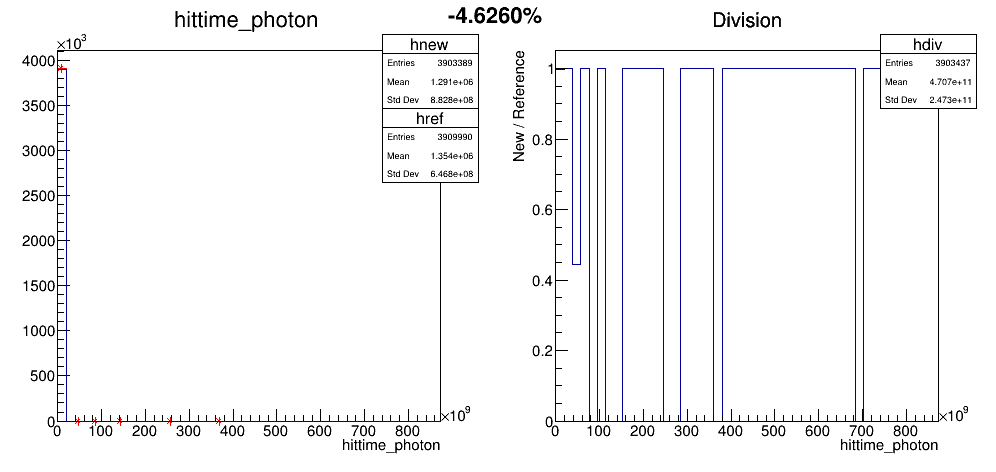 -4.6260%
hittime_photon
×10³
hnew
Entries 3903389
Mean 1.291e+06
Std Dev 8.828e+08
href
Entries 3909990
Mean 1.354e+06
Std Dev 6.468e+08
4000
3500
3000
2500
2000
1500
1000
500
0
0 100 200 300 400 500 600 700 800
×10⁹
hittime_photon
Division
hdiv
Entries 3903437
Mean 4.707e+11
Std Dev 2.473e+11
New / Reference
1
0.8
0.6
0.4
0.2
0
0 100 200 300 400 500 600 700 800
×10⁹
hittime_photon